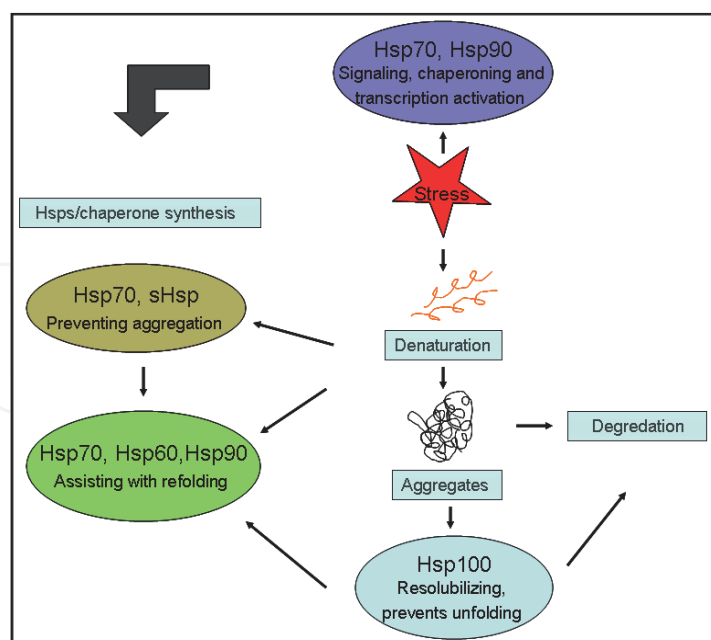 Hsp70, Hsp90
Signaling, chaperoning and
transcription activation
Stress
Hsps/chaperone synthesis
Hsp70, sHsp
Preventing aggregation
Denaturation
Hsp70, Hsp60,Hsp90
Assisting with refolding
Degredation
Aggregates
Hsp100
Resolubilizing,
prevents unfolding